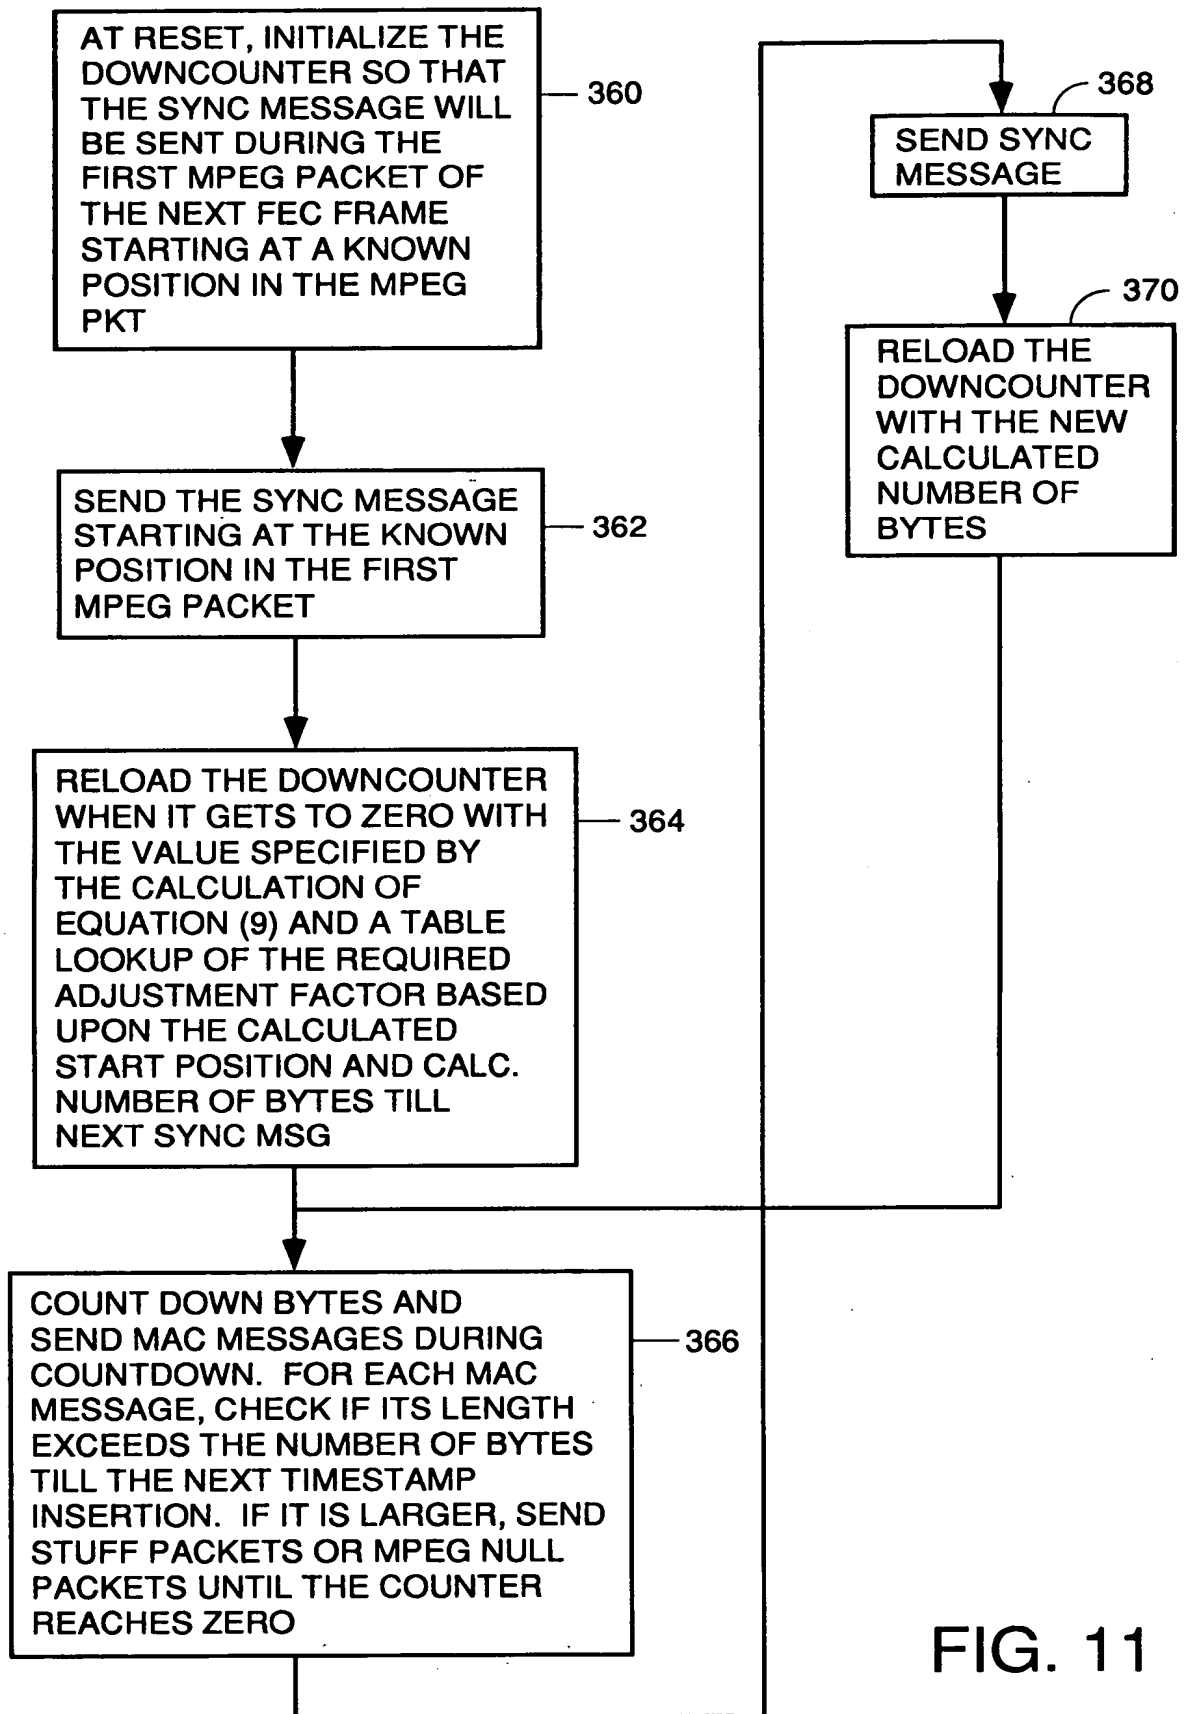 AT RESET, INITIALIZE THE
DOWNCOUNTER SO THAT
THE SYNC MESSAGE WILL
BE SENT DURING THE
FIRST MPEG PACKET OF
THE NEXT FEC FRAME
STARTING AT A KNOWN
POSITION IN THE MPEG
PKT
360
SEND THE SYNC MESSAGE
STARTING AT THE KNOWN
POSITION IN THE FIRST
MPEG PACKET
362
RELOAD THE DOWNCOUNTER
WHEN IT GETS TO ZERO WITH
THE VALUE SPECIFIED BY
THE CALCULATION OF
EQUATION (9) AND A TABLE
LOOKUP OF THE REQUIRED
ADJUSTMENT FACTOR BASED
UPON THE CALCULATED
START POSITION AND CALC.
NUMBER OF BYTES TILL
NEXT SYNC MSG
364
COUNT DOWN BYTES AND
SEND MAC MESSAGES DURING
COUNTDOWN. FOR EACH MAC
MESSAGE, CHECK IF ITS LENGTH
EXCEEDS THE NUMBER OF BYTES
TILL THE NEXT TIMESTAMP
INSERTION. IF IT IS LARGER, SEND
STUFF PACKETS OR MPEG NULL
PACKETS UNTIL THE COUNTER
REACHES ZERO
366
368
SEND SYNC
MESSAGE
370
RELOAD THE
DOWNCOUNTER
WITH THE NEW
CALCULATED
NUMBER OF
BYTES
FIG. 11